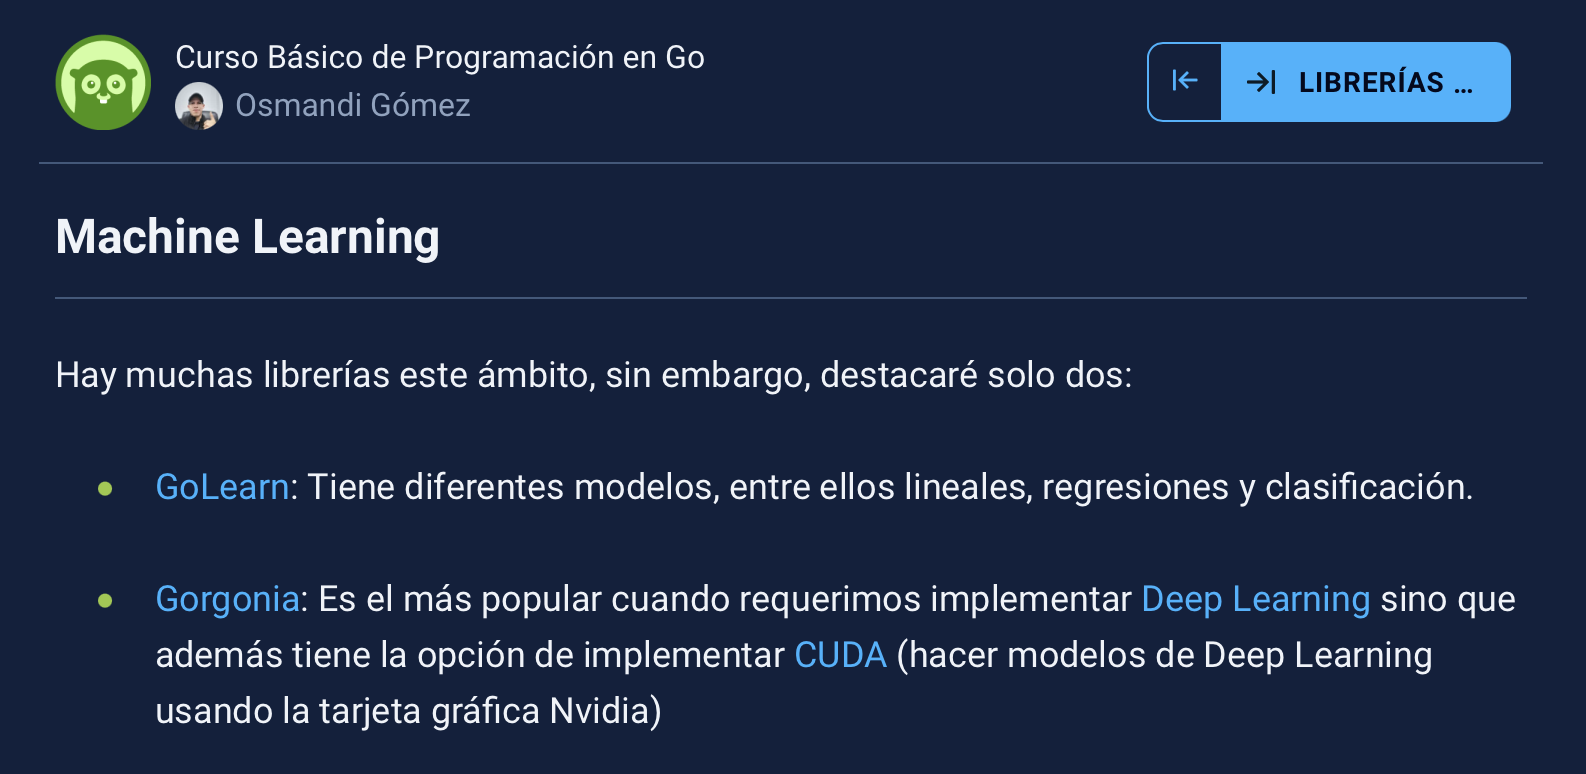 Curso Básico de Programación en Go
Osmandi Gómez
LIBRERÍAS ...
Machine Learning
Hay muchas librerías este ámbito, sin embargo, destacaré solo dos:
GoLearn: Tiene diferentes modelos, entre ellos lineales, regresiones y clasificación.
Gorgonia: Es el más popular cuando requerimos implementar Deep Learning sino que
además tiene la opción de implementar CUDA (hacer modelos de Deep Learning
usando la tarjeta gráfica Nvidia)